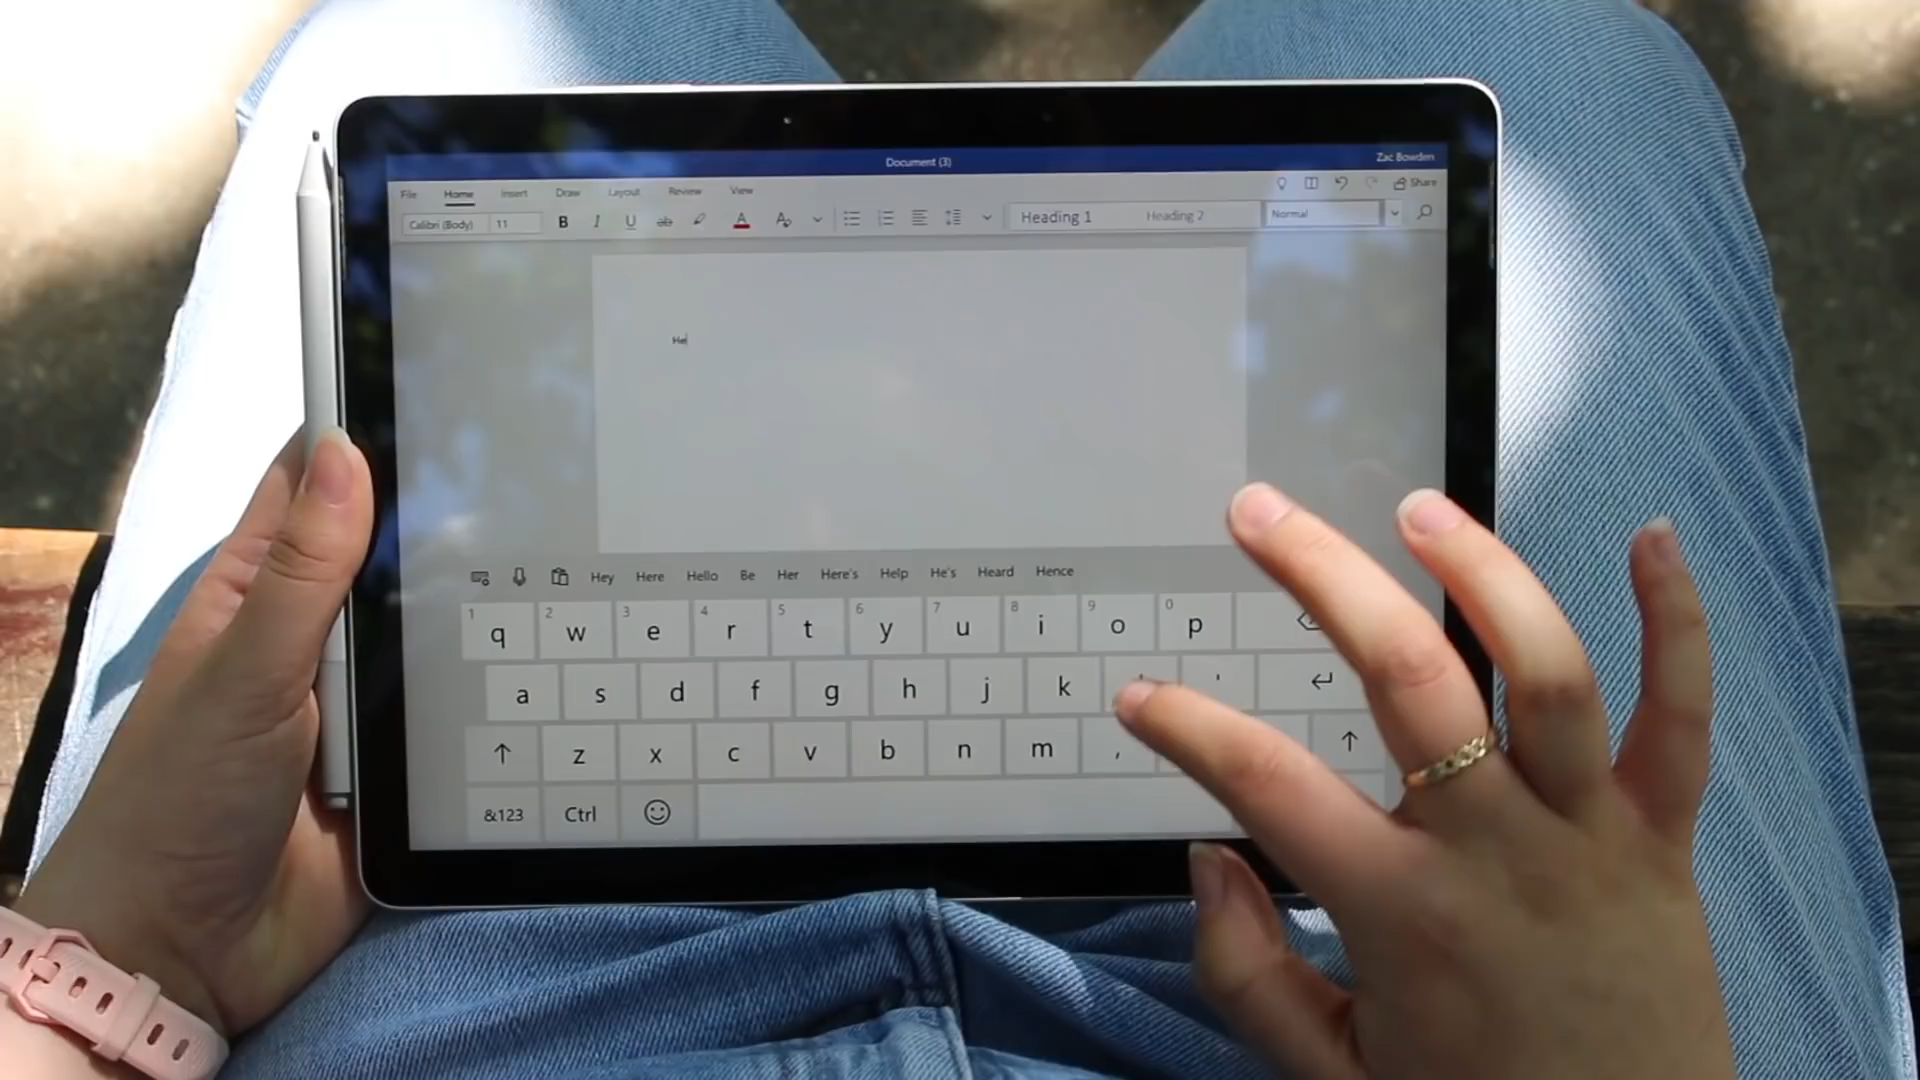 Document (3)
Zac Bowden
File Home Insert Draw Layout Review View
Share
Calibri (Body) 11 B I U ab A A Heading 1 Heading 2 Normal
He
Hey Here Hello Be Her Here's Help He's Heard Hence
1 2 3 4 5 6 7 8 9 0
q w e r t y u i o p
a s d f g h j k '
z x c v b n m ,
&123 Ctrl